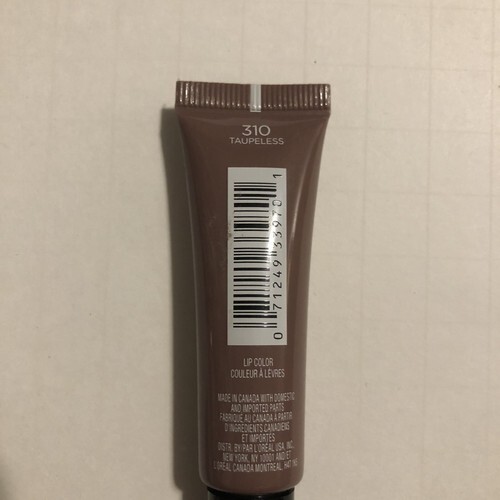 310
TAUPELESS
0 71249 33970 1
LIP COLOR
COULEUR À LÈVRES
MADE IN CANADA WITH DOMESTIC
AND IMPORTED PARTS
FABRIQUÉ AU CANADA À PARTIR
D'INGRÉDIENTS CANADIENS
ET IMPORTÉS
DISTR. BY/PAR L'ORÉAL USA, INC.,
NEW YORK, NY 10001 AND/ET
L'ORÉAL CANADA MONTREAL,